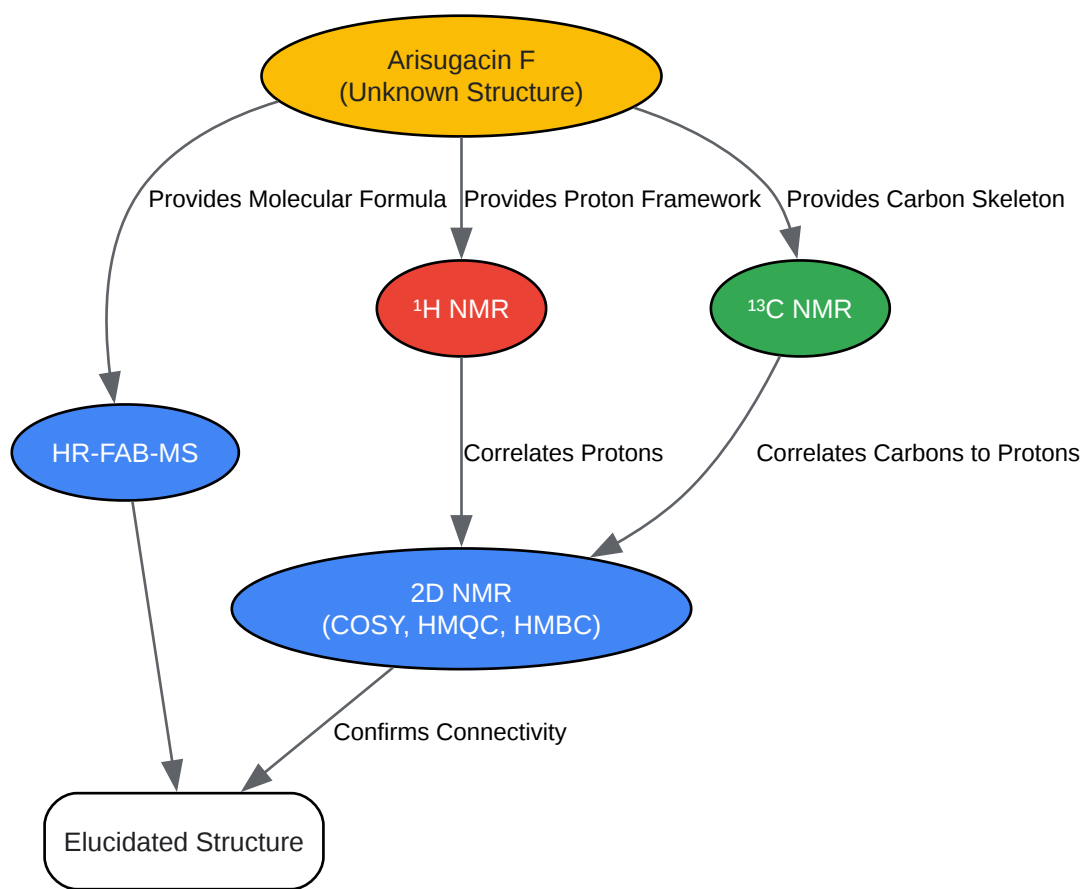 Arisugacin F
(Unknown Structure)
Provides Molecular Formula
Provides Proton Framework
Provides Carbon Skeleton
¹H NMR
¹³C NMR
HR-FAB-MS
Correlates Protons
Correlates Carbons to Protons
2D NMR
(COSY, HMQC, HMBC)
Confirms Connectivity
Elucidated Structure